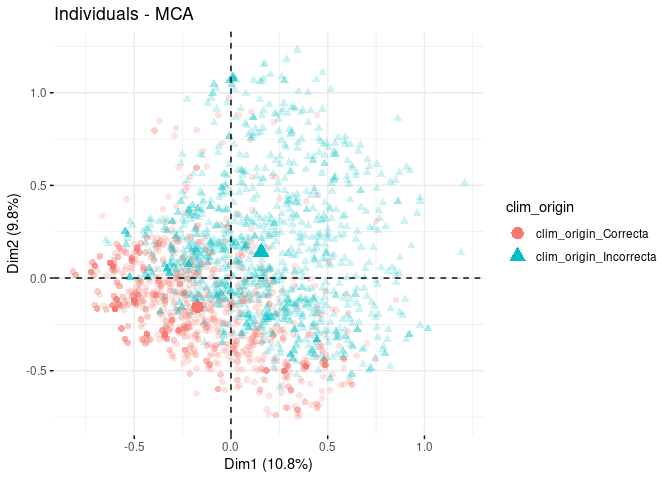 Individuals - MCA
1.0
0.5
0.0
-0.5
Dim2 (9.8%)
-0.5
0.0
0.5
1.0
Dim1 (10.8%)
clim_origin
clim_origin_Correcta
clim_origin_Incorrecta